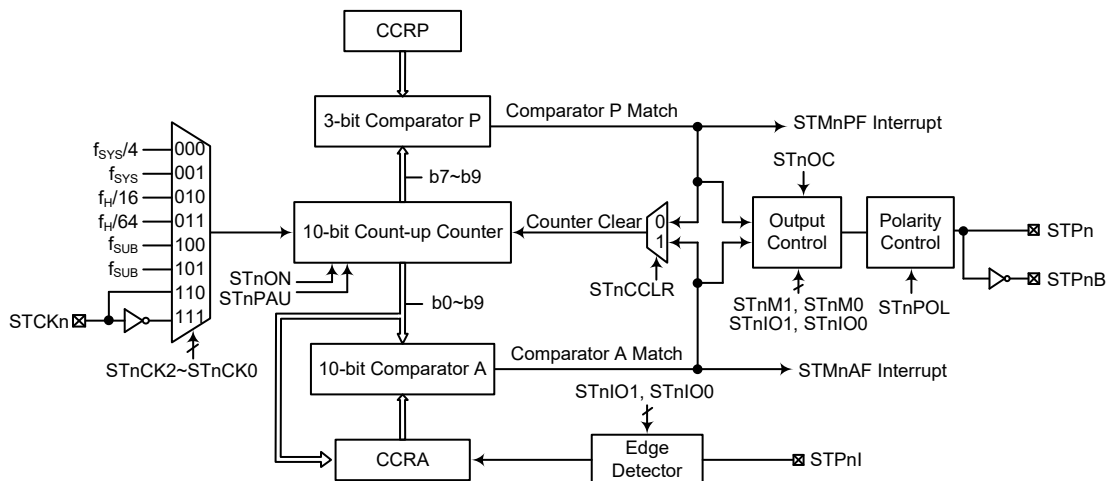 CCRP
3-bit Comparator P
Comparator P Match
STMnPF Interrupt
b7~b9
fSYS/4
000
fSYS
001
fH/16
010
fH/64
011
fSUB
100
fSUB
101
110
111
STCKn
STnCK2~STnCK0
10-bit Count-up Counter
STnON
STnPAU
Counter Clear
0
1
STnCCLR
STnOC
Output
Control
STnM1, STnM0
STnIO1, STnIO0
Polarity
Control
STnPOL
STPn
STPnB
b0~b9
10-bit Comparator A
Comparator A Match
STMnAF Interrupt
STnIO1, STnIO0
CCRA
Edge
Detector
STPnI